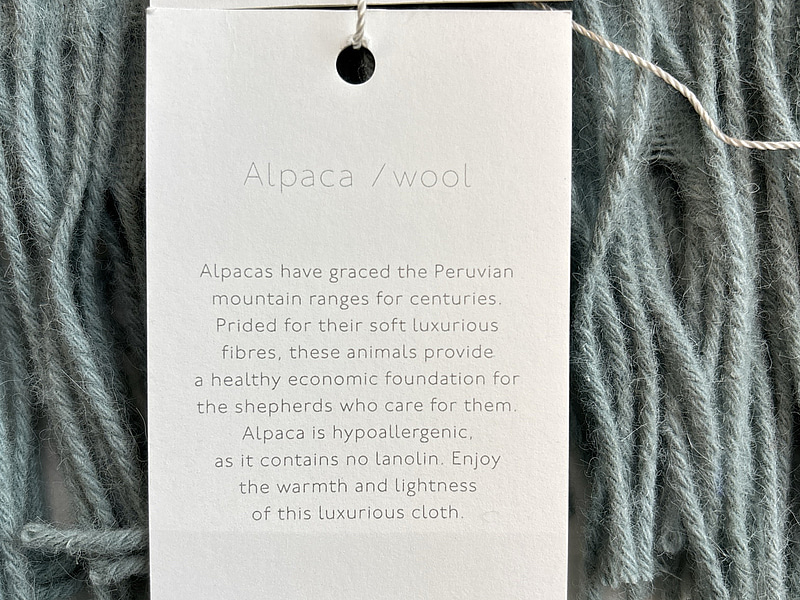 Alpaca / wool
Alpacas have graced the Peruvian
mountain ranges for centuries.
Prided for their soft luxurious
fibres, these animals provide
a healthy economic foundation for
the shepherds who care for them.
Alpaca is hypoallergenic,
as it contains no lanolin. Enjoy
the warmth and lightness
of this luxurious cloth.